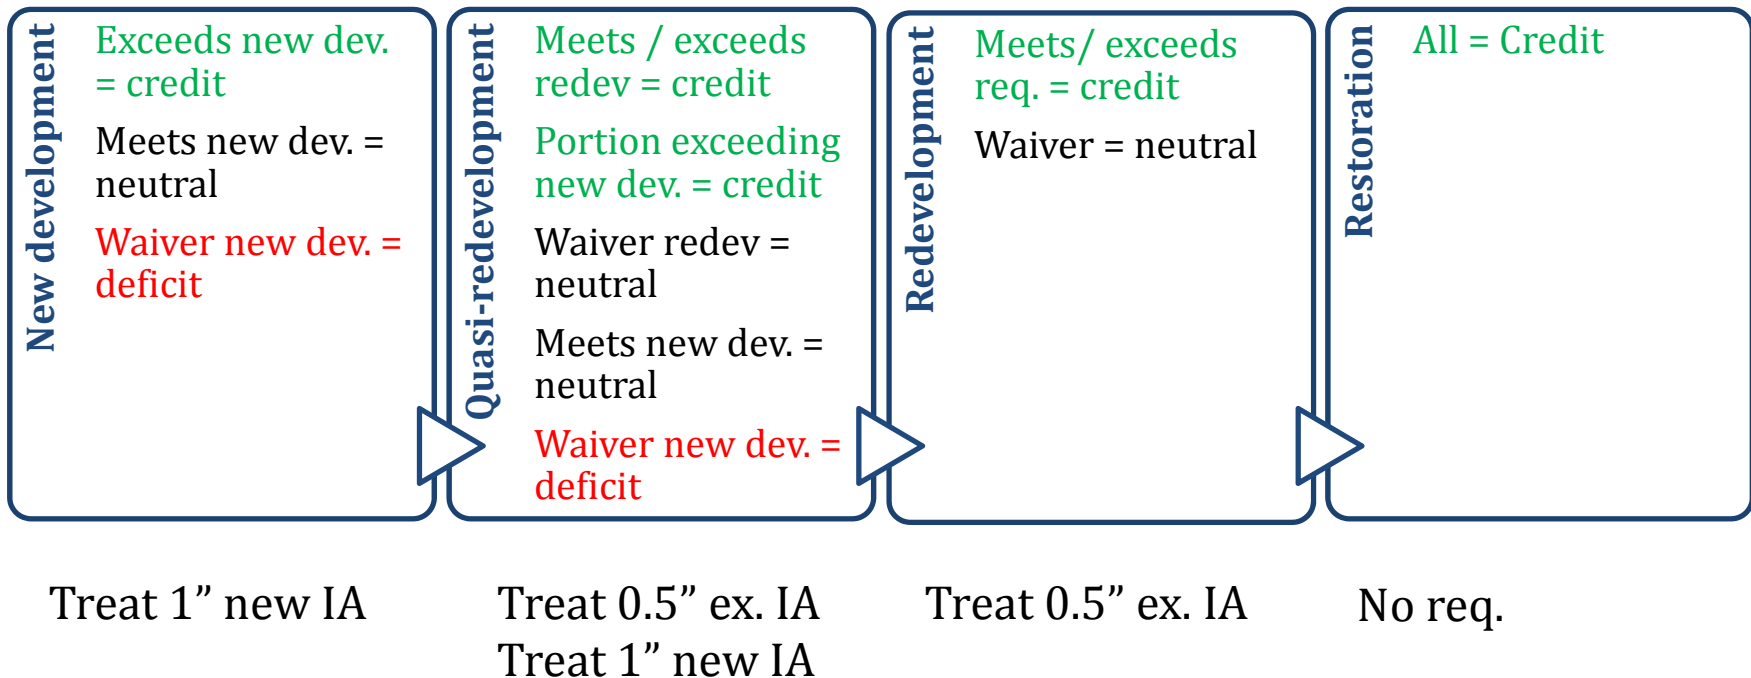 New development
Exceeds new dev.
= credit
Meets new dev. =
neutral
Waiver new dev. =
deficit
Quasi-redevelopment
Meets / exceeds
redev = credit
Portion exceeding
new dev. = credit
Waiver redev =
neutral
Meets new dev. =
neutral
Waiver new dev. =
deficit
Redevelopment
Meets/ exceeds
req. = credit
Waiver = neutral
Restoration
All = Credit
Treat 1” new IA
Treat 0.5” ex. IA
Treat 1” new IA
Treat 0.5” ex. IA
No req.